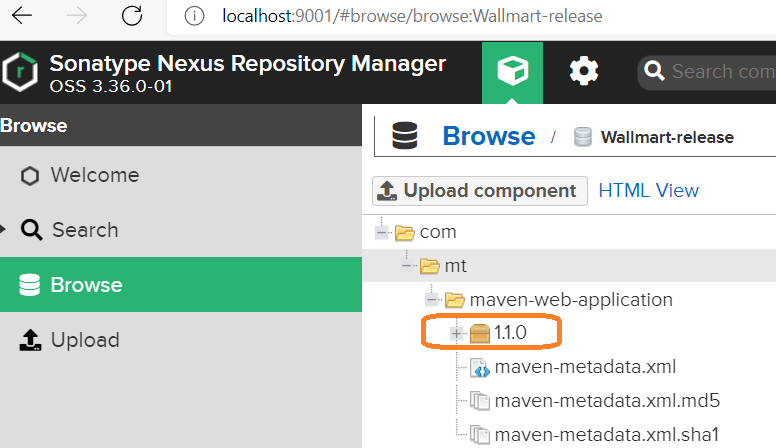 localhost:9001/#browse/browse:Wallmart-release
Sonatype Nexus Repository Manager
OSS 3.36.0-01
Search com
Browse
Welcome
Search
Browse
Upload
Browse / Wallmart-release
Upload component HTML View
com
mt
maven-web-application
1.1.0
maven-metadata.xml
maven-metadata.xml.md5
maven-metadata.xml.sha1